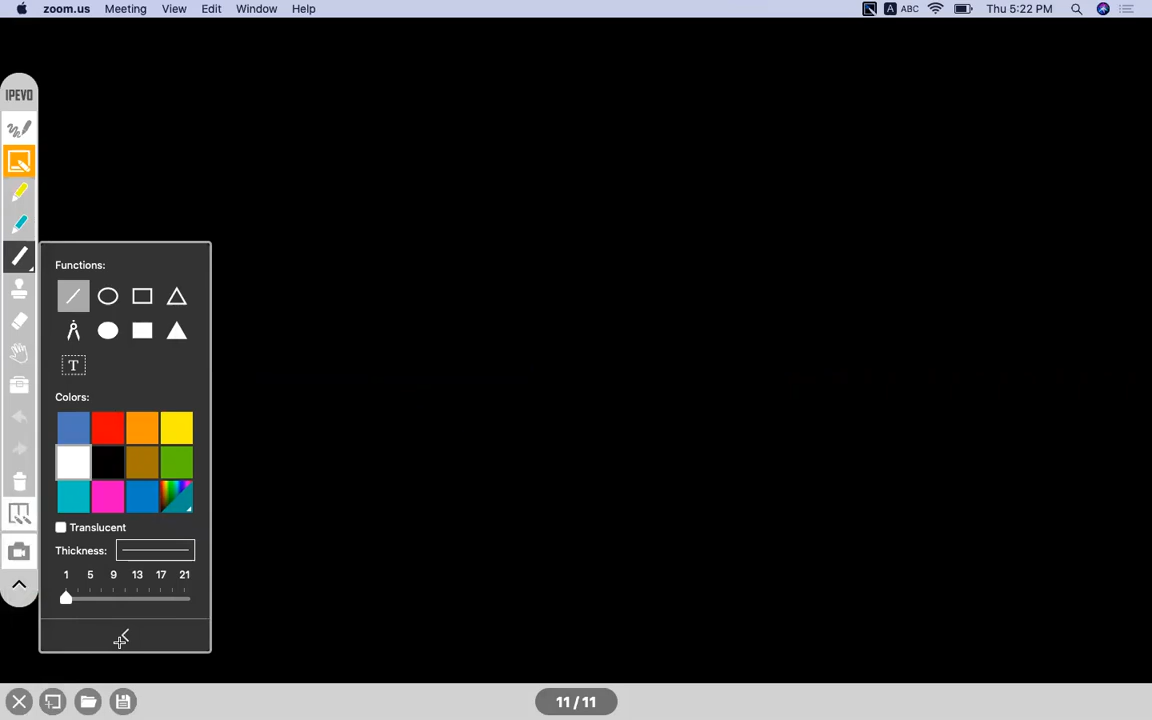 zoom.us Meeting View Edit Window Help A ABC Thu 5:22 PM
IPEVO
Functions:
T
Colors:
Translucent
Thickness:
1 5 9 13 17 21
11 / 11